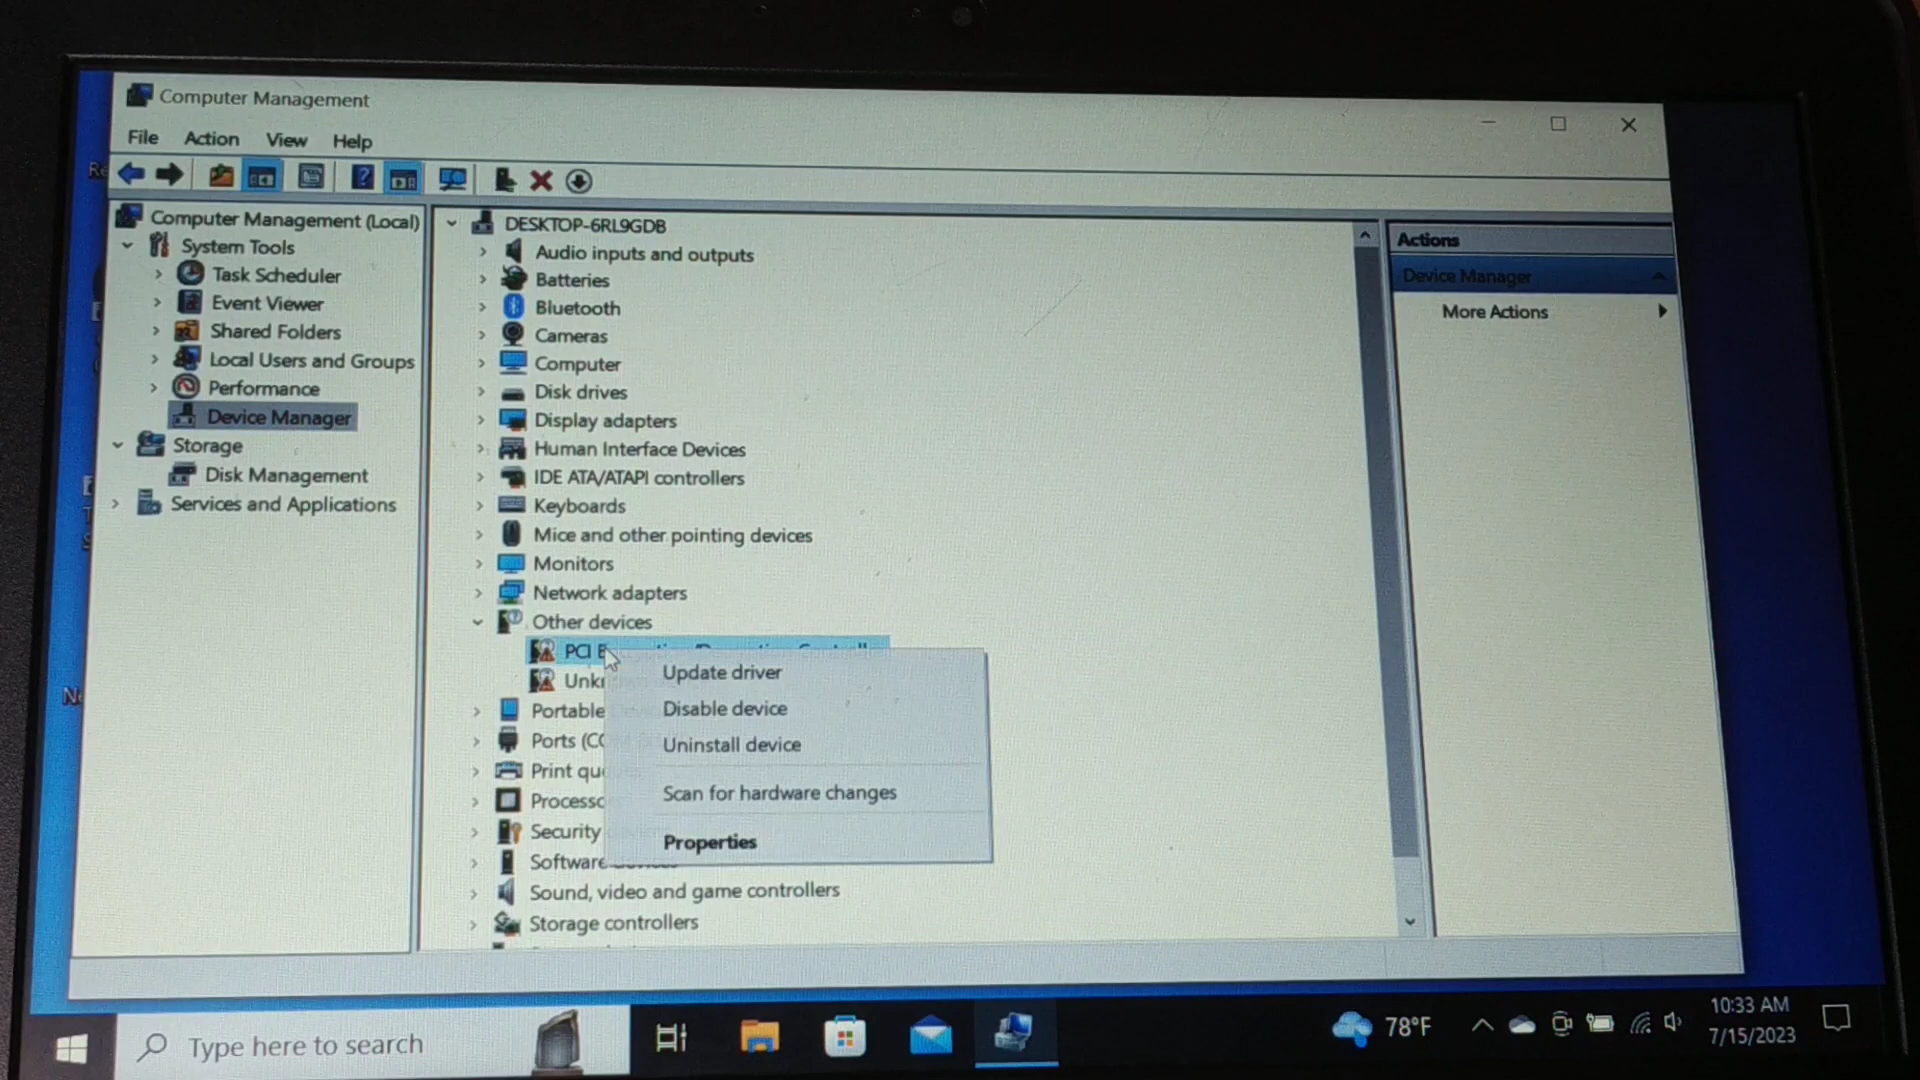 Computer Management
File Action View Help
Computer Management (Local)
System Tools
Task Scheduler
Event Viewer
Shared Folders
Local Users and Groups
Performance
Device Manager
Storage
Disk Management
Services and Applications
DESKTOP-6RL9GDB
Audio inputs and outputs
Batteries
Bluetooth
Cameras
Computer
Disk drives
Display adapters
Human Interface Devices
IDE ATA/ATAPI controllers
Keyboards
Mice and other pointing devices
Monitors
Network adapters
Other devices
PCI
Portable
Ports
Print
Security
Software
Sound, video and game controllers
Storage controllers
Update driver
Disable device
Uninstall device
Scan for hardware changes
Properties
Actions
Device Manager
More Actions
Type here to search
78°F
10:33 AM
7/15/2023